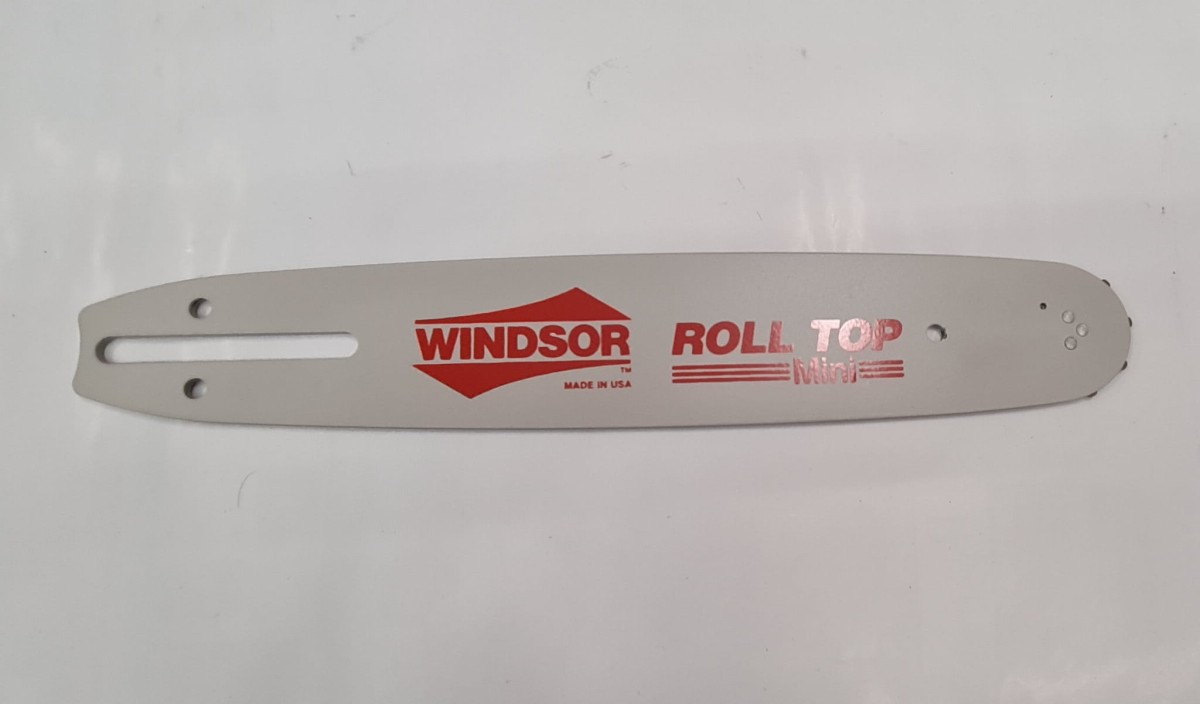 WINDSOR
TM
MADE IN USA
ROLL TOP
Mini